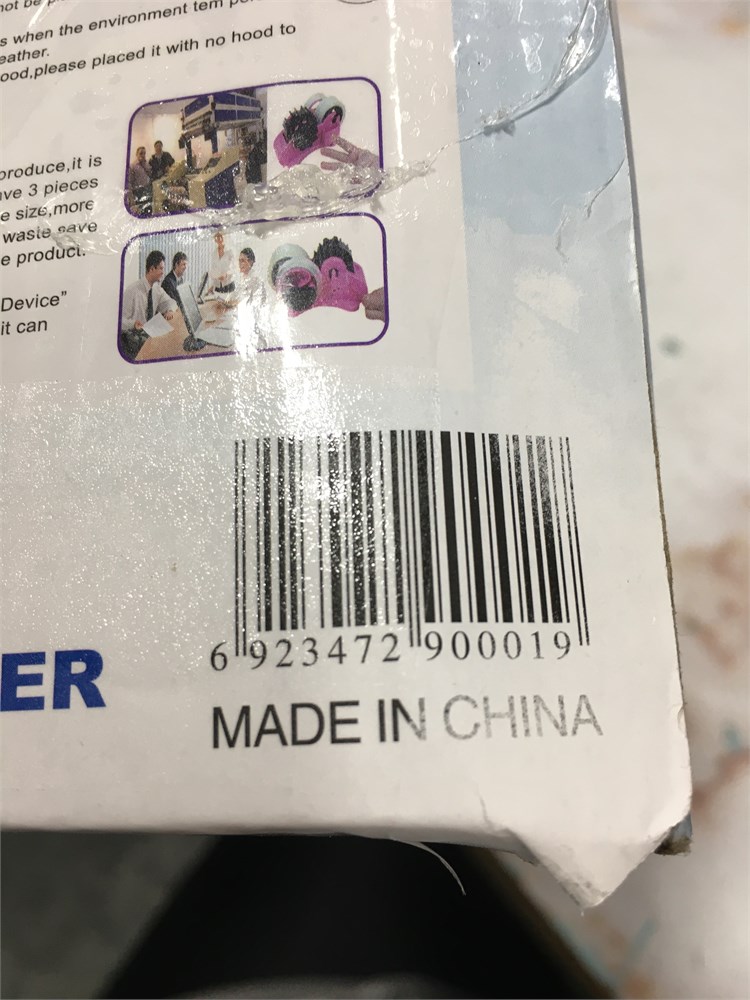 s when the environment tem
eather.
ood,please placed it with no hood to
produce,it is
ve 3 pieces
e size,more
waste save
e product.
Device"
it can
ER
6 923472 900019
MADE IN CHINA